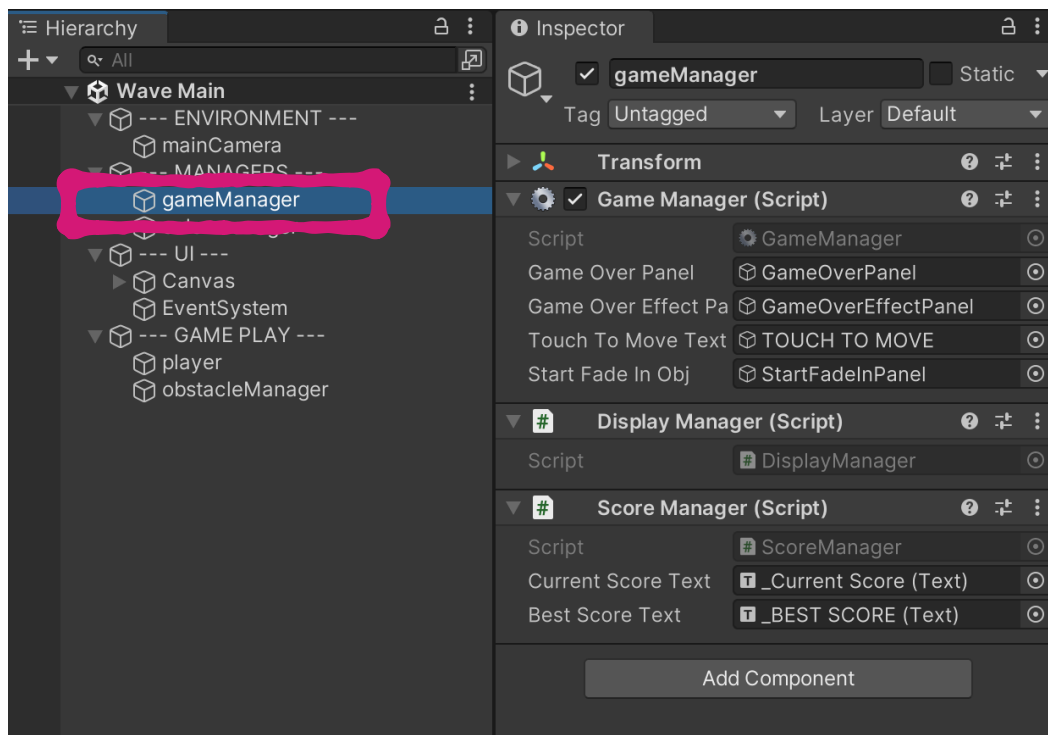 Hierarchy
All
Wave Main
--- ENVIRONMENT ---
mainCamera
--- MANAGERS ---
gameManager
--- UI ---
Canvas
EventSystem
--- GAME PLAY ---
player
obstacleManager
Inspector
gameManager Static
Tag Untagged Layer Default
Transform
Game Manager (Script)
Script GameManager
Game Over Panel GameOverPanel
Game Over Effect Pa GameOverEffectPanel
Touch To Move Text TOUCH TO MOVE
Start Fade In Obj StartFadeInPanel
# Display Manager (Script)
Script # DisplayManager
# Score Manager (Script)
Script # ScoreManager
Current Score Text T _Current Score (Text)
Best Score Text T _BEST SCORE (Text)
Add Component